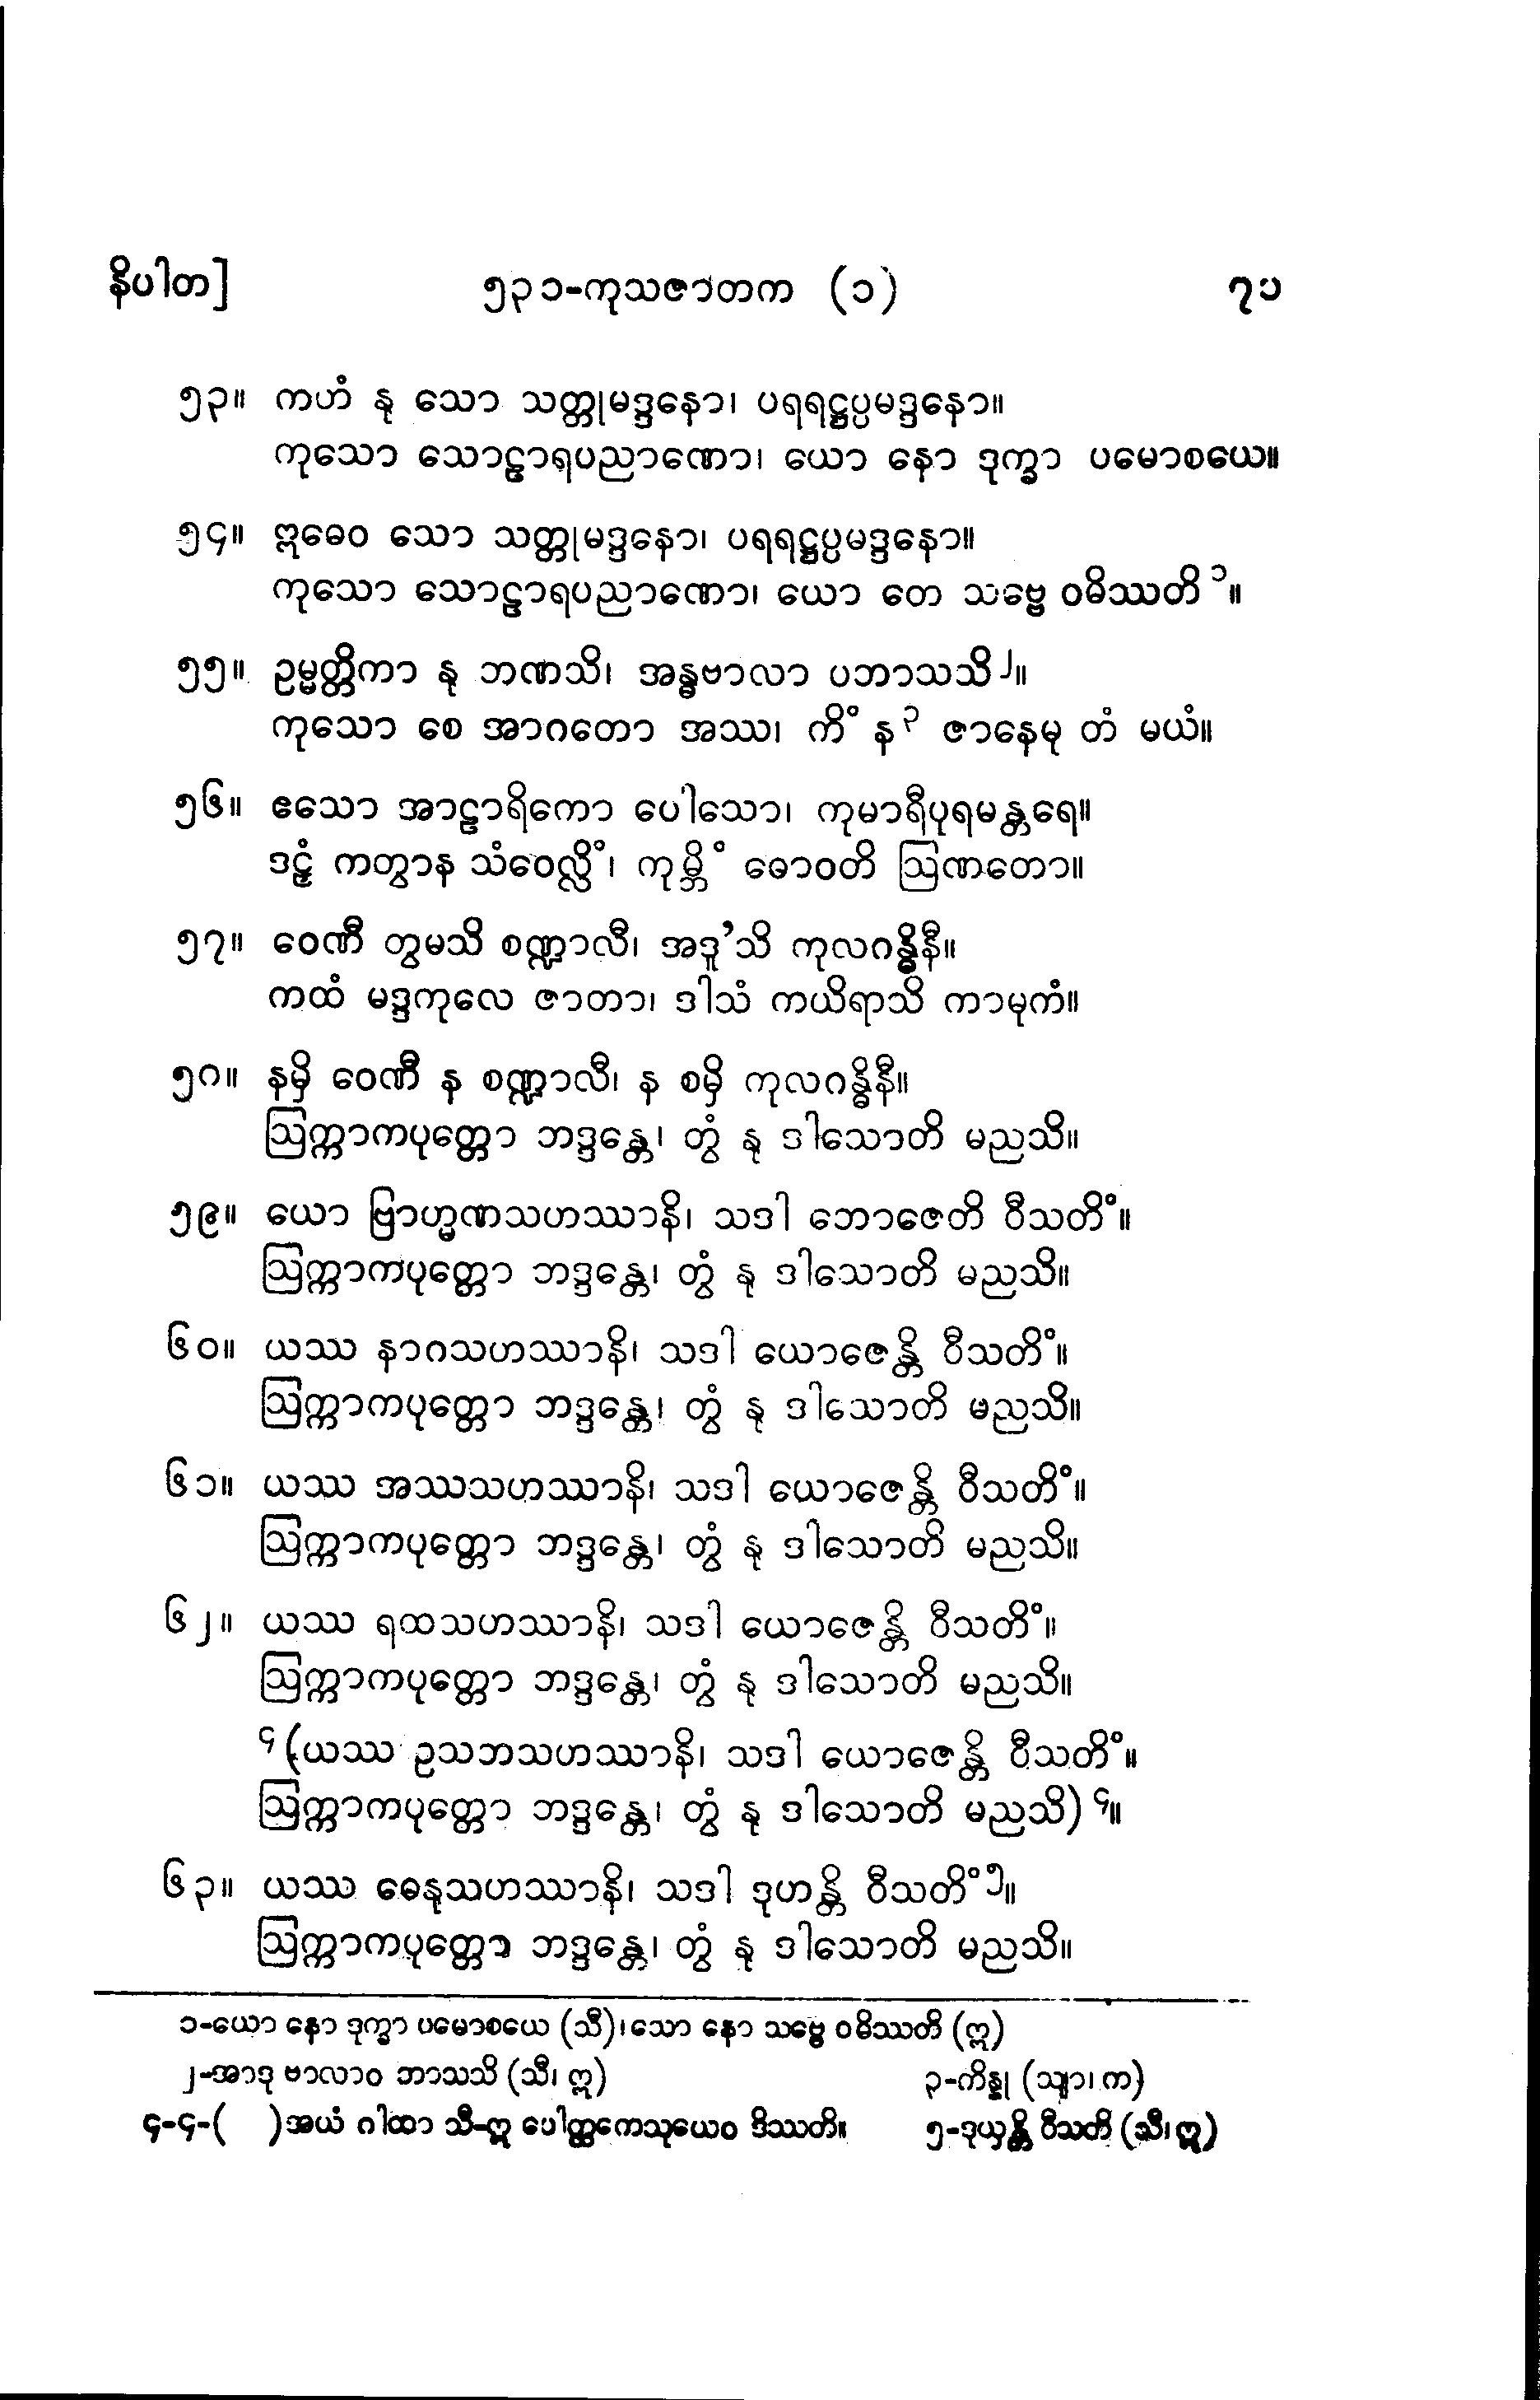 နိပါတ] ၅၃၁-ကုသဇာတက (၁) ၇၁
၅၃။ ကဟံ နု သော သတ္တုမဒ္ဒနော၊ ပရရဋ္ဌပ္ပမဒ္ဒနော။
ကုသော သောဠာရပညာဏော၊ ယော နော ဒုက္ခာ ပမောစယေ။
၅၄။ ဣဓေဝ သော သတ္တုမဒ္ဒနော၊ ပရရဋ္ဌပ္ပမဒ္ဒနော။
ကုသော သောဠာရပညာဏော၊ ယော တေ သဗ္ဗေ ဝဓိဿတိ ၁။
၅၅။ ဥမ္မတ္တိကာ နု ဘဏသိ၊ အန္ဓဗာလာ ပဘာသသိ ၂။
ကုသော စေ အာဂတော အဿ၊ ကိံ န ၃ ဇာနေမု တံ မယံ။
၅၆။ ဧသော အာဠာရိကော ပေါသော၊ ကုမာရီပုရမန္တရေ။
ဒဠှံ ကတွာန သံဝေလ္လိံ၊ ကုမ္ဘိံ ဓောဝတိ ဩဏတော။
၅၇။ ဝေဏီ တွမသိ စဏ္ဍာလီ၊ အဒူ’သိ ကုလဂန္ဓိနီ။
ကထံ မဒ္ဒကုလေ ဇာတာ၊ ဒါသံ ကယိရာသိ ကာမုကံ။
၅၈။ နမှိ ဝေဏီ န စဏ္ဍာလီ၊ န စမှိ ကုလဂန္ဓိနီ။
ဩက္ကာကပုတ္တော ဘဒ္ဒန္တေ၊ တွံ နု ဒါသောတိ မညသိ။
၅၉။ ယော ဗြာဟ္မဏသဟဿာနိ၊ သဒါ ဘောဇေတိ ဝီသတိံ။
ဩက္ကာကပုတ္တော ဘဒ္ဒန္တေ၊ တွံ နု ဒါသောတိ မညသိ။
၆၀။ ယဿ နာဂသဟဿာနိ၊ သဒါ ယောဇေန္တိ ဝီသတိံ။
ဩက္ကာကပုတ္တော ဘဒ္ဒန္တေ၊ တွံ နု ဒါသောတိ မညသိ။
၆၁။ ယဿ အဿသဟဿာနိ၊ သဒါ ယောဇေန္တိ ဝီသတိံ။
ဩက္ကာကပုတ္တော ဘဒ္ဒန္တေ၊ တွံ နု ဒါသောတိ မညသိ။
၆၂။ ယဿ ရထသဟဿာနိ၊ သဒါ ယောဇေန္တိ ဝီသတိံ။
ဩက္ကာကပုတ္တော ဘဒ္ဒန္တေ၊ တွံ နု ဒါသောတိ မညသိ။
၄ (ယဿ ဥသဘသဟဿာနိ၊ သဒါ ယောဇေန္တိ ဝီသတိံ။
ဩက္ကာကပုတ္တော ဘဒ္ဒန္တေ၊ တွံ နု ဒါသောတိ မညသိ) ၄။
၆၃။ ယဿ ဓေနုသဟဿာနိ၊ သဒါ ဒုဟန္တိ ဝီသတိံ ၅။
ဩက္ကာကပုတ္တော ဘဒ္ဒန္တေ၊ တွံ နု ဒါသောတိ မညသိ။
၁-ယော နော ဒုက္ခာ ပမောစယေ (သီ)၊ သော နော သဗ္ဗေ ဝဓိဿတိ (ဣ)
၂-အာဒု ဗာလာဝ ဘာသသိ (သီ၊ ဣ) ၃-ကိန္နု (သျာ၊ က)
၄-၄-( )အယံ ဂါထာ သီ-ဣ ပေါတ္ထကေသုယေဝ ဒိဿတိ။ ၅-ဒုယှန္တိ ဝီသတိ (သီ၊ ဣ)